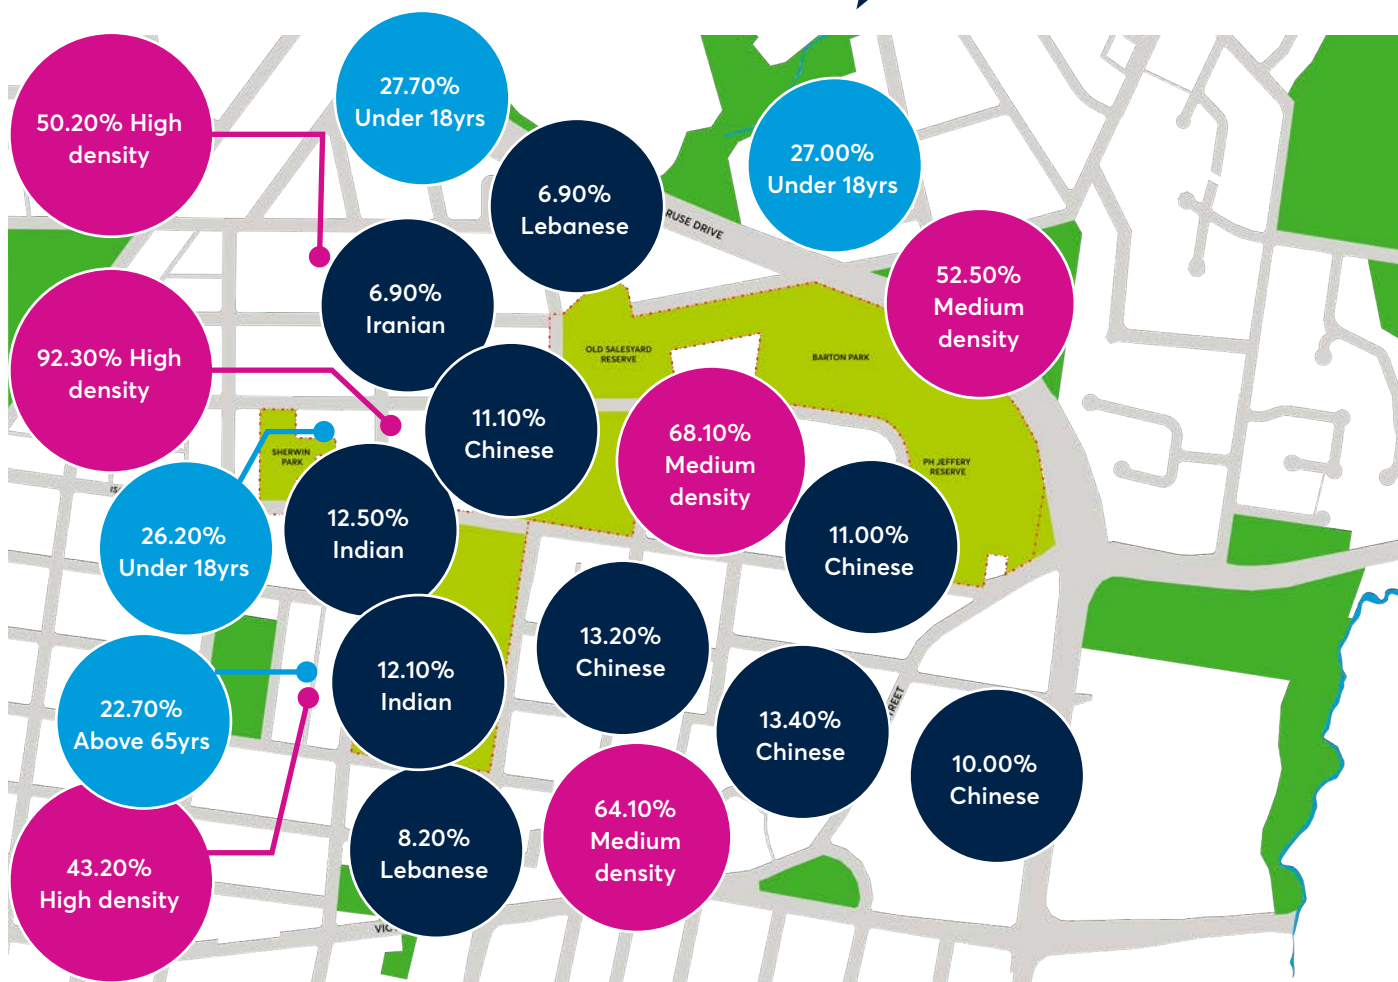 27.70%
Under 18yrs
50.20% High
density
27.00%
Under 18yrs
6.90%
Lebanese
RUSE DRIVE
6.90%
Iranian
52.50%
Medium
density
OLD SALESYARD
RESERVE
BARTON PARK
92.30% High
density
11.10%
Chinese
68.10%
Medium
density
SHERWIN
PARK
PH JEFFERY
RESERVE
26.20%
Under 18yrs
12.50%
Indian
11.00%
Chinese
13.20%
Chinese
12.10%
Indian
22.70%
Above 65yrs
13.40%
Chinese
10.00%
Chinese
64.10%
Medium
density
8.20%
Lebanese
43.20%
High density